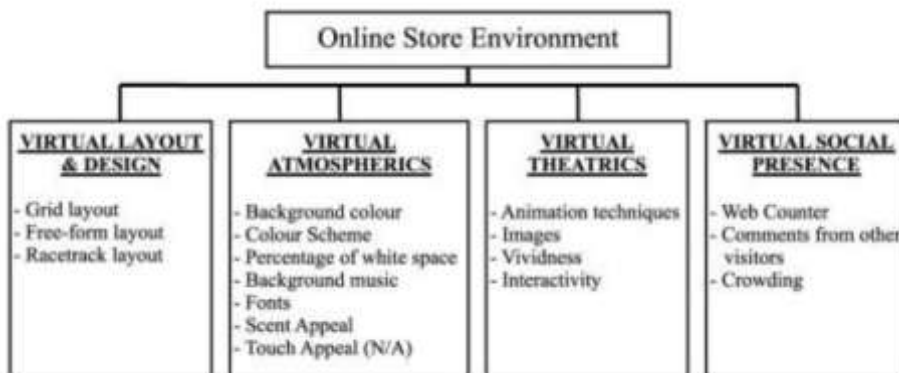 Online Store Environment
VIRTUAL LAYOUT
& DESIGN
- Grid layout
- Free-form layout
- Racetrack layout
VIRTUAL
ATMOSPHERICS
- Background colour
- Colour Scheme
- Percentage of white space
- Background music
- Fonts
- Scent Appeal
- Touch Appeal (N/A)
VIRTUAL
THEATRICS
- Animation techniques
- Images
- Vividness
- Interactivity
VIRTUAL SOCIAL
PRESENCE
- Web Counter
- Comments from other
visitors
- Crowding